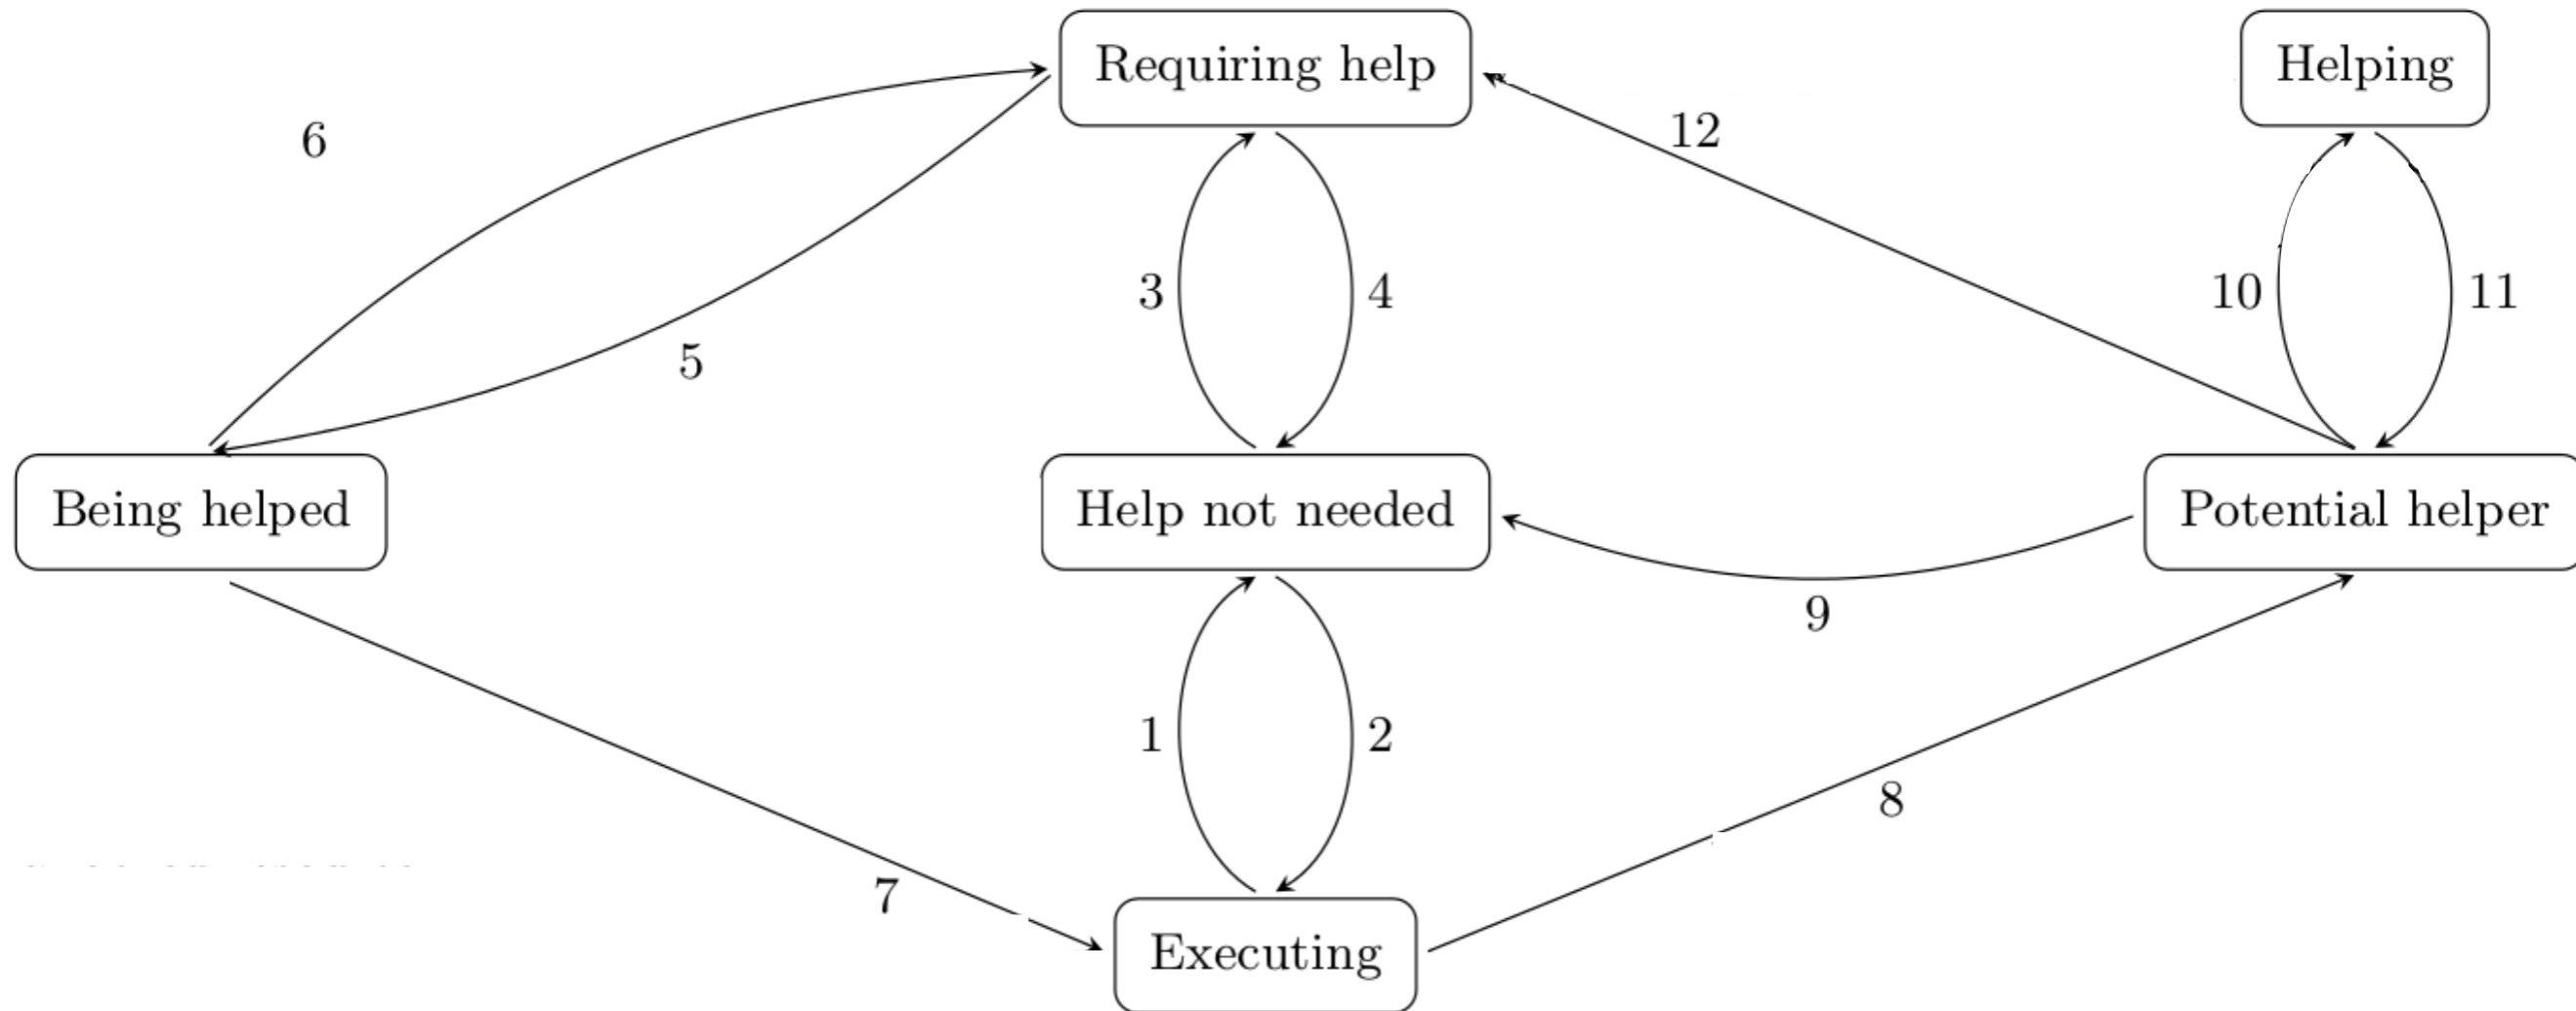 Requiring help
Helping
6
12
3
4
10
11
5
Being helped
Help not needed
Potential helper
9
1
2
8
7
Executing